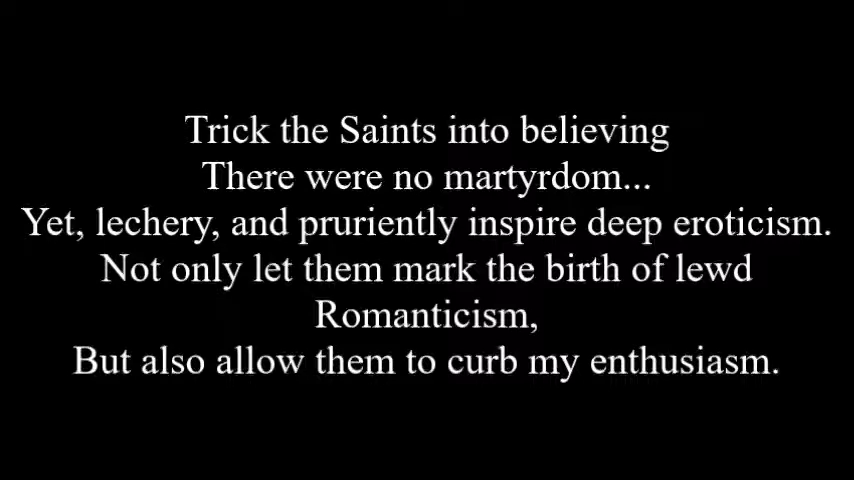 Trick the Saints into believing
There were no martyrdom...
Yet, lechery, and pruriently inspire deep eroticism.
Not only let them mark the birth of lewd
Romanticism,
But also allow them to curb my enthusiasm.